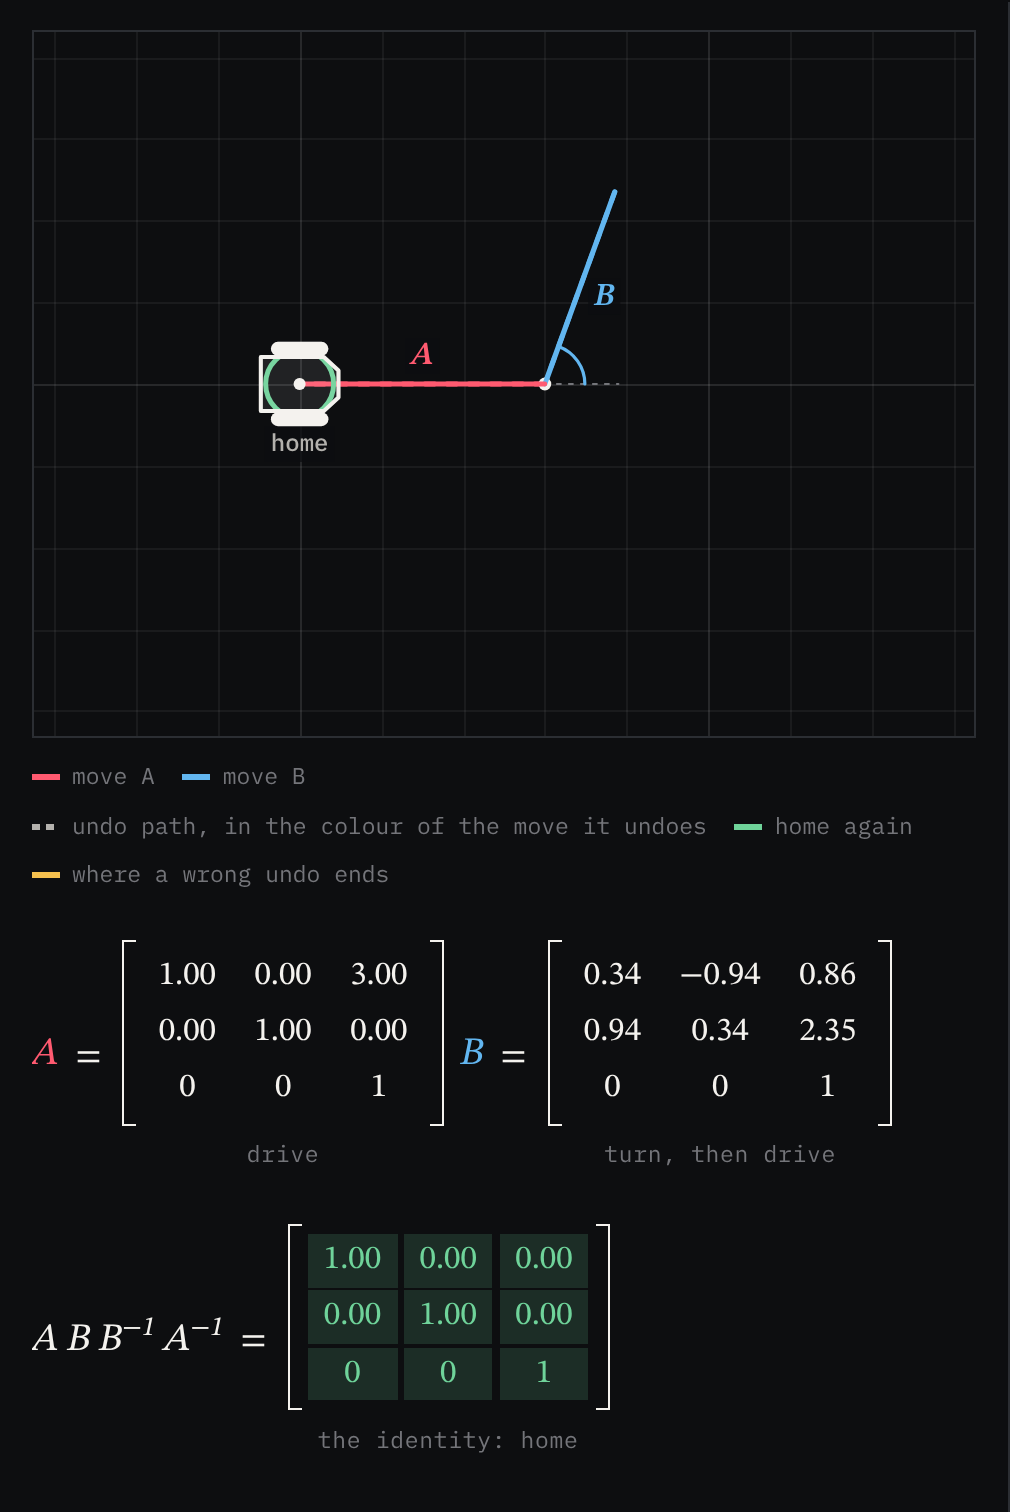 B
A
home
move A move B
undo path, in the colour of the move it undoes home again
where a wrong undo ends
1.00 0.00 3.00 0.34 −0.94 0.86
0.00 1.00 0.00 0.94 0.34 2.35
A = B =
0 0 1 0 0 1
drive turn, then drive
1.00 0.00 0.00
0.00 1.00 0.00
A B B⁻¹ A⁻¹ =
0 0 1
the identity: home